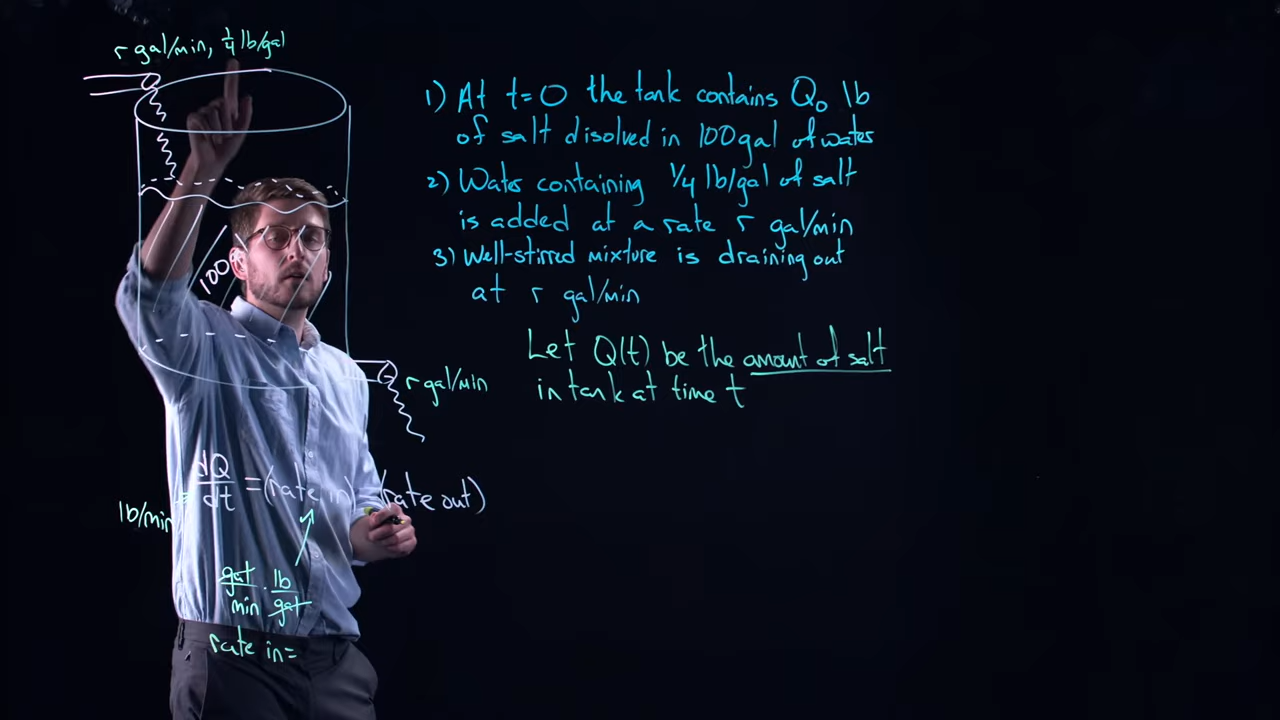 r gal/min, 1/4 lb/gal
1) At t=0 the tank contains Q₀ lb
of salt disolved in 100gal of water
2) Water containing 1/4 lb/gal of salt
is added at a rate r gal/min
3) Well-stirred mixture is draining out
at r gal/min
Let Q(t) be the amount of salt
in tank at time t
100
r gal/min
dQ/dt = (rate in) - (rate out)
lb/min
gal/min · lb/gal
rate in=